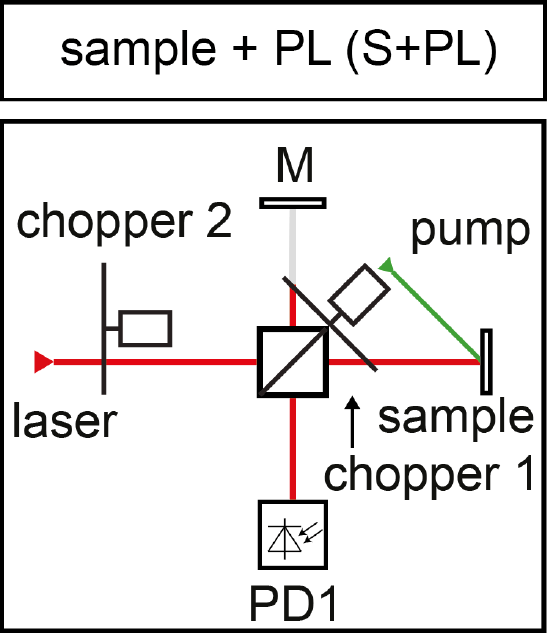 sample + PL (S+PL)
M
chopper 2
pump
laser
sample
chopper 1
PD1